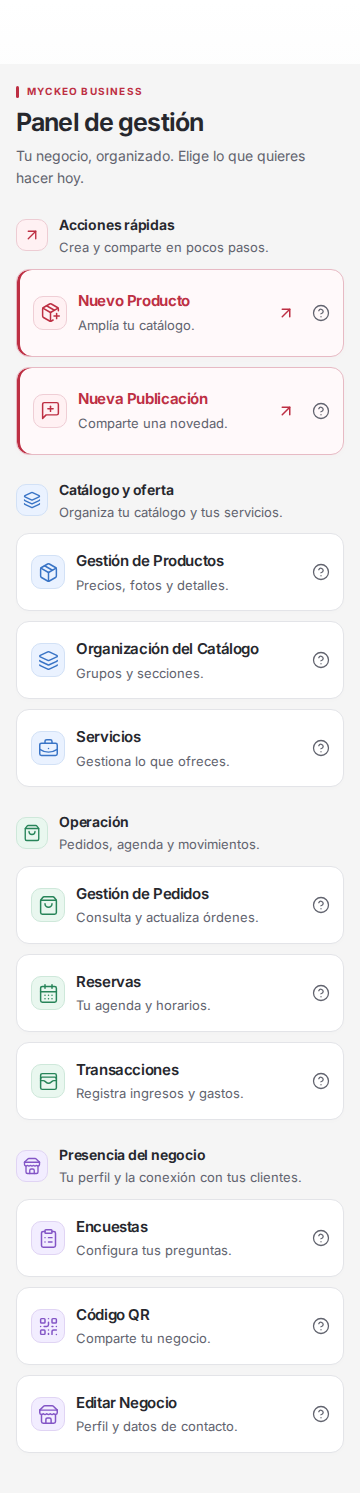 MYCKEO BUSINESS
Panel de gestión
Tu negocio, organizado. Elige lo que quieres
hacer hoy.
Acciones rápidas
Crea y comparte en pocos pasos.
Nuevo Producto
Amplía tu catálogo.
Nueva Publicación
Comparte una novedad.
Catálogo y oferta
Organiza tu catálogo y tus servicios.
Gestión de Productos
Precios, fotos y detalles.
Organización del Catálogo
Grupos y secciones.
Servicios
Gestiona lo que ofreces.
Operación
Pedidos, agenda y movimientos.
Gestión de Pedidos
Consulta y actualiza órdenes.
Reservas
Tu agenda y horarios.
Transacciones
Registra ingresos y gastos.
Presencia del negocio
Tu perfil y la conexión con tus clientes.
Encuestas
Configura tus preguntas.
Código QR
Comparte tu negocio.
Editar Negocio
Perfil y datos de contacto.